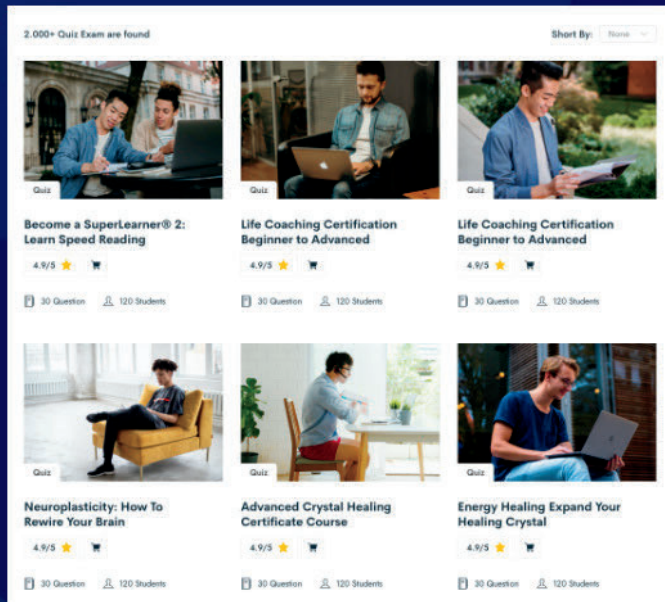 2.000+ Quiz Exam are found
Short By: None
Quiz
Quiz
Quiz
Become a SuperLearner® 2:
Learn Speed Reading
Life Coaching Certification
Beginner to Advanced
Life Coaching Certification
Beginner to Advanced
4.9/5
4.9/5
4.9/5
30 Question 120 Students
30 Question 120 Students
30 Question 120 Students
Quiz
Quiz
Quiz
Neuroplasticity: How To
Rewire Your Brain
Advanced Crystal Healing
Certificate Course
Energy Healing Expand Your
Healing Crystal
4.9/5
4.9/5
4.9/5
30 Question 120 Students
30 Question 120 Students
30 Question 120 Students